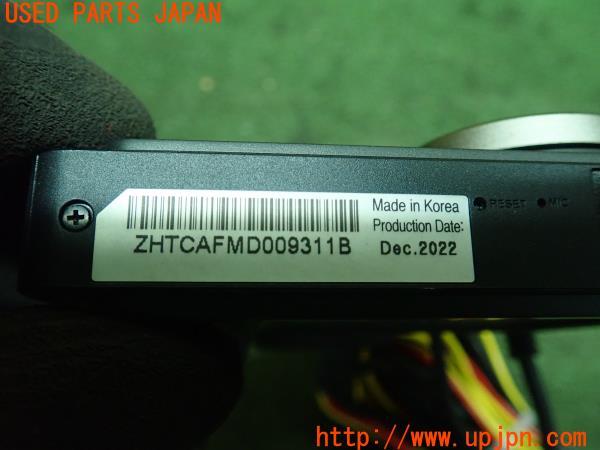 USED PARTS JAPAN
Made in Korea
Production Date:
ZHTCAFMD009311B
Dec.2022
RESET
MIC
http://www.upjpn.com